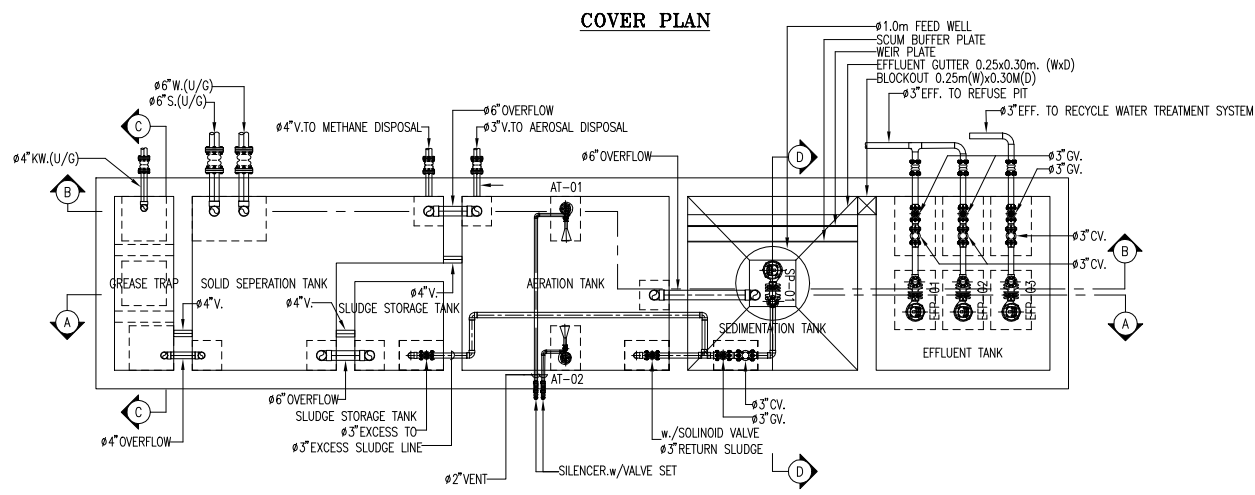 COVER PLAN
ø1.0m FEED WELL
SCUM BUFFER PLATE
WEIR PLATE
EFFLUENT GUTTER 0.25x0.30m. (WxD)
BLOCKOUT 0.25m(W)x0.30M(D)
ø3"EFF. TO REFUSE PIT
ø3"EFF. TO RECYCLE WATER TREATMENT SYSTEM
ø6"W.(U/G)
ø6"S.(U/G)
ø6"OVERFLOW
ø4"V.TO METHANE DISPOSAL
ø3"V.TO AEROSAL DISPOSAL
C
ø4"KW.(U/G)
ø6"OVERFLOW
D
ø3"GV.
ø3"GV.
B
AT-01
ø3"CV.
ø3"CV.
B
GREASE TRAP
SOLID SEPERATION TANK
ø4"V.
AERATION TANK
SP-01
EFP-01
EFP-02
EFP-03
A
ø4"V.
ø4"V.
SLUDGE STORAGE TANK
SEDIMENTATION TANK
A
EFFLUENT TANK
AT-02
C
ø6"OVERFLOW
ø3"CV.
SLUDGE STORAGE TANK
ø3"GV.
ø3"EXCESS TO
ø4"OVERFLOW
ø3"EXCESS SLUDGE LINE
w./SOLINOID VALVE
ø3"RETURN SLUDGE
ø2"VENT
SILENCER.w/VALVE SET
D